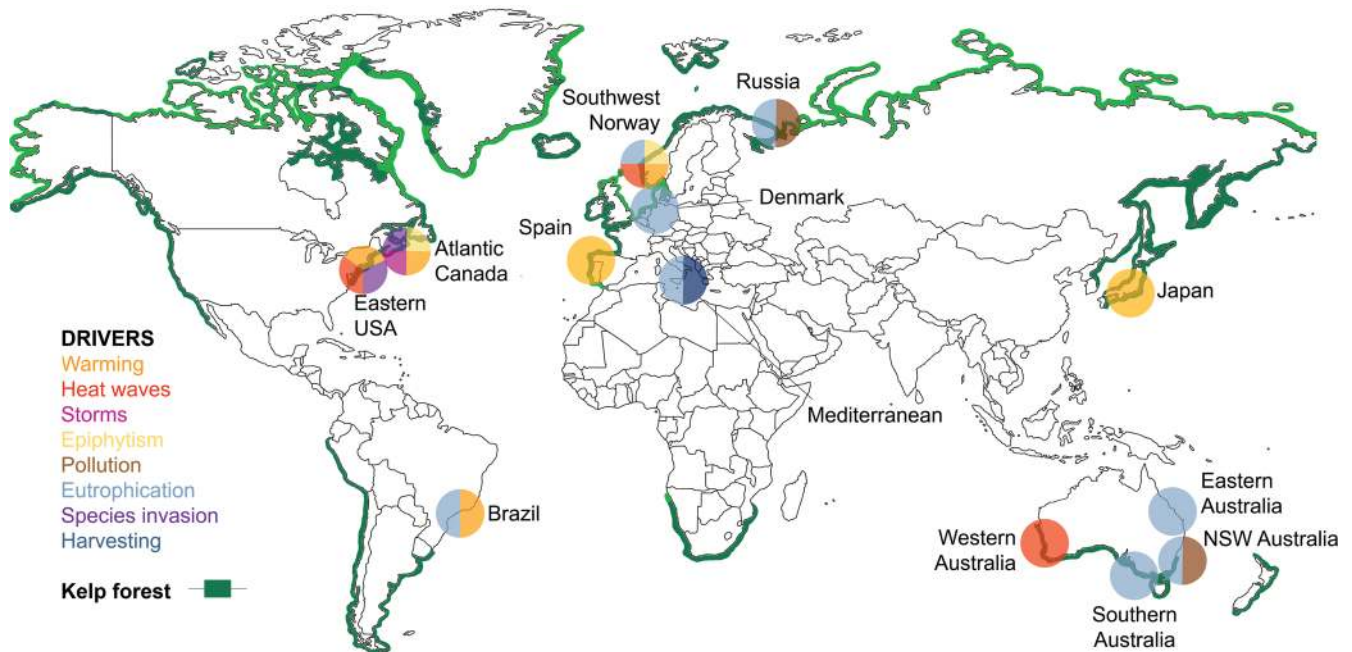 Russia
Southwest
Norway
Denmark
Spain
Atlantic
Canada
Eastern
USA
Japan
DRIVERS
Warming
Heat waves
Storms
Epiphytism
Pollution
Eutrophication
Species invasion
Harvesting
Mediterranean
Brazil
Eastern
Australia
Western
Australia
NSW Australia
Southern
Australia
Kelp forest